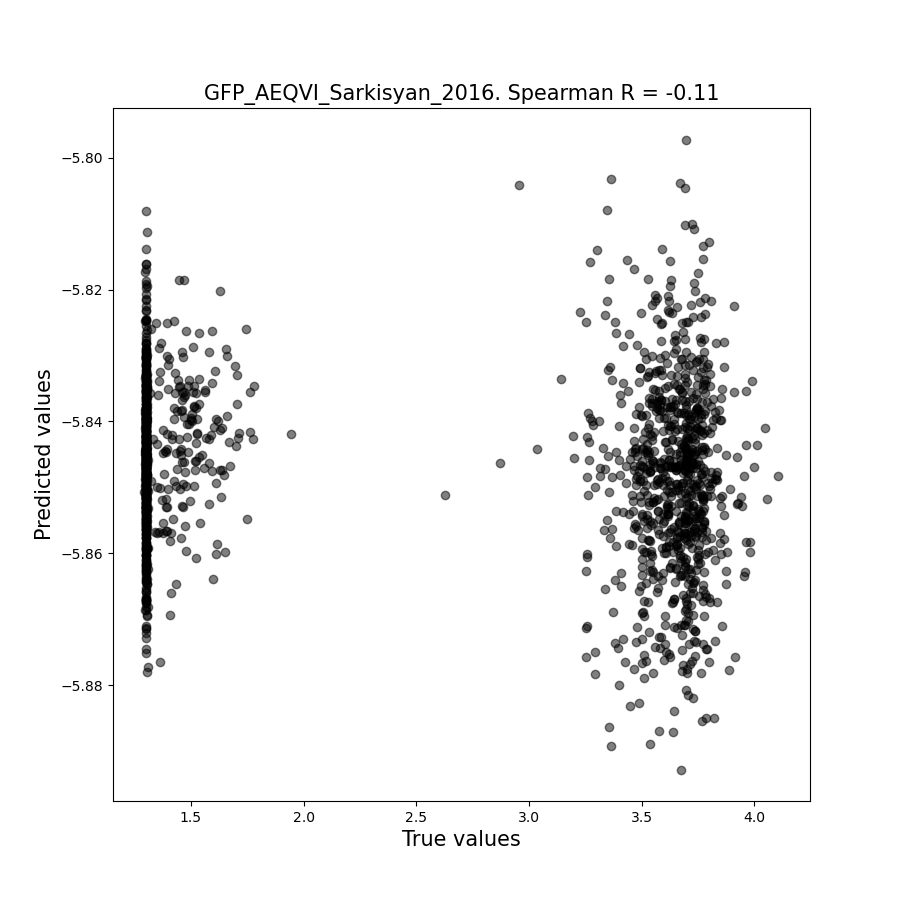 GFP_AEQVI_Sarkisyan_2016. Spearman R = -0.11
−5.80
−5.82
−5.84
−5.86
−5.88
Predicted values
1.5 2.0 2.5 3.0 3.5 4.0
True values